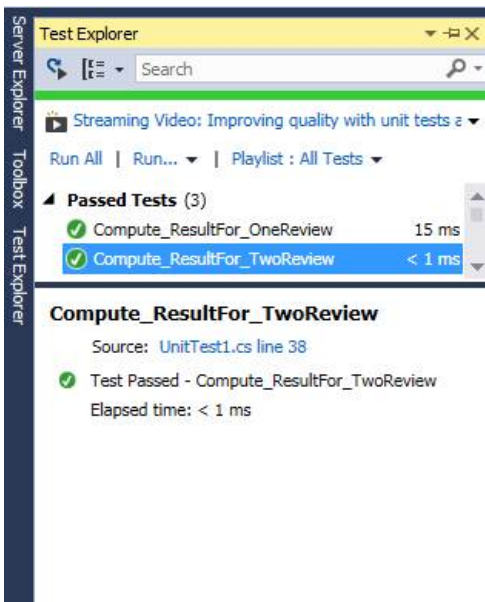 Server Explorer
Toolbox
Test Explorer
Test Explorer
Search
Streaming Video: Improving quality with unit tests a
Run All | Run... | Playlist : All Tests
Passed Tests (3)
Compute_ResultFor_OneReview 15 ms
Compute_ResultFor_TwoReview < 1 ms
Compute_ResultFor_TwoReview
Source: UnitTest1.cs line 38
Test Passed - Compute_ResultFor_TwoReview
Elapsed time: < 1 ms